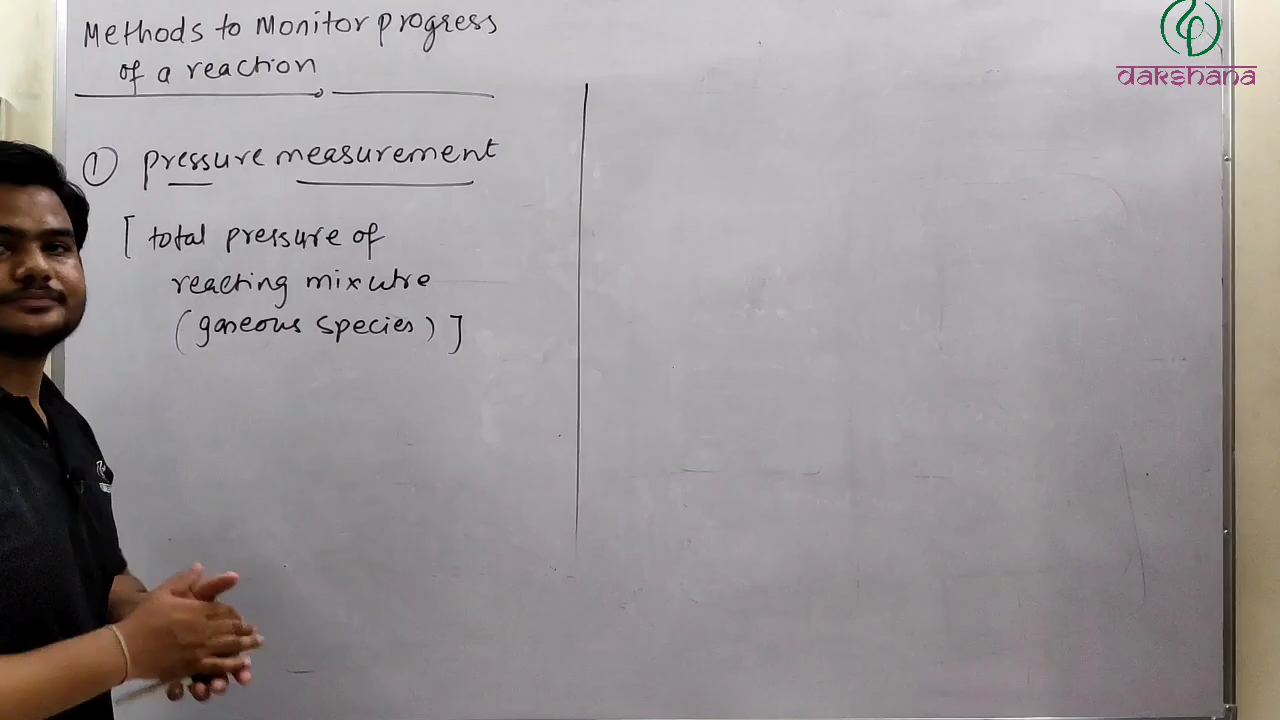 Methods to Monitor progress
of a reaction
① pressure measurement
[ total pressure of
reacting mixutre
(gaseous species) ]
dakshana